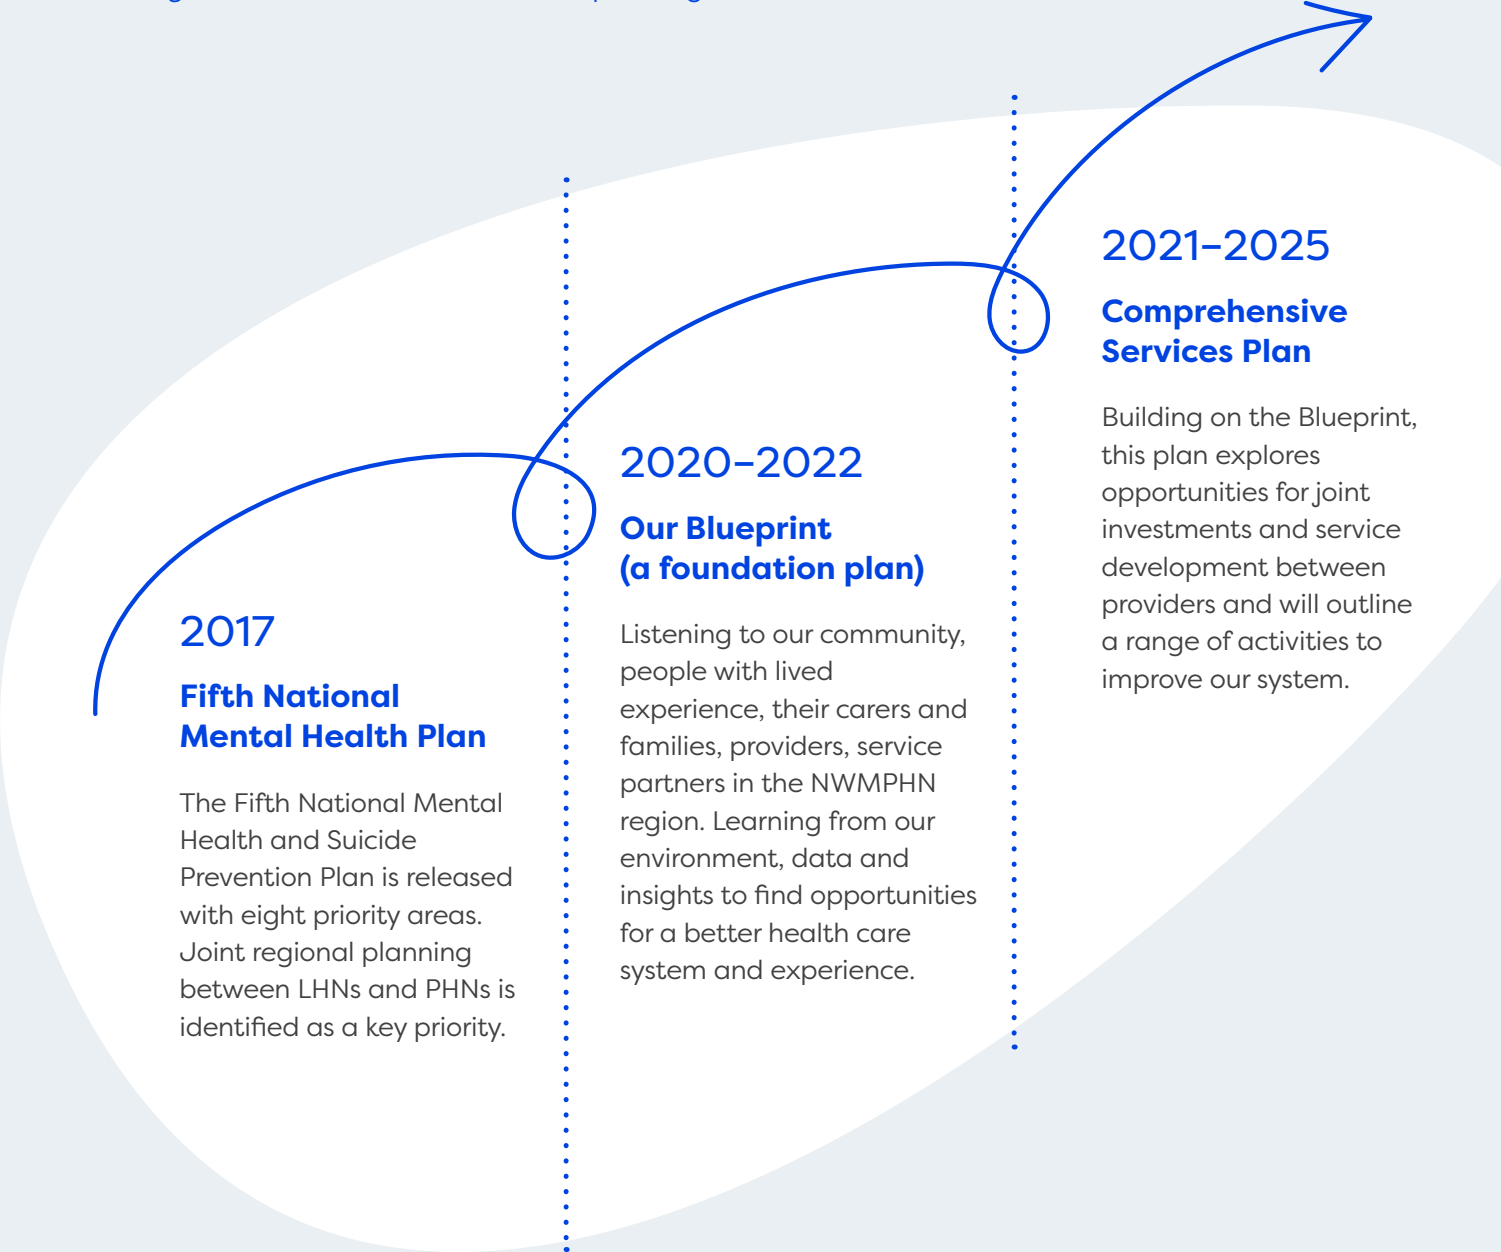 2017
Fifth National
Mental Health Plan
The Fifth National Mental
Health and Suicide
Prevention Plan is released
with eight priority areas.
Joint regional planning
between LHNs and PHNs is
identified as a key priority.
2020–2022
Our Blueprint
(a foundation plan)
Listening to our community,
people with lived
experience, their carers and
families, providers, service
partners in the NWMPHN
region. Learning from our
environment, data and
insights to find opportunities
for a better health care
system and experience.
2021–2025
Comprehensive
Services Plan
Building on the Blueprint,
this plan explores
opportunities for joint
investments and service
development between
providers and will outline
a range of activities to
improve our system.